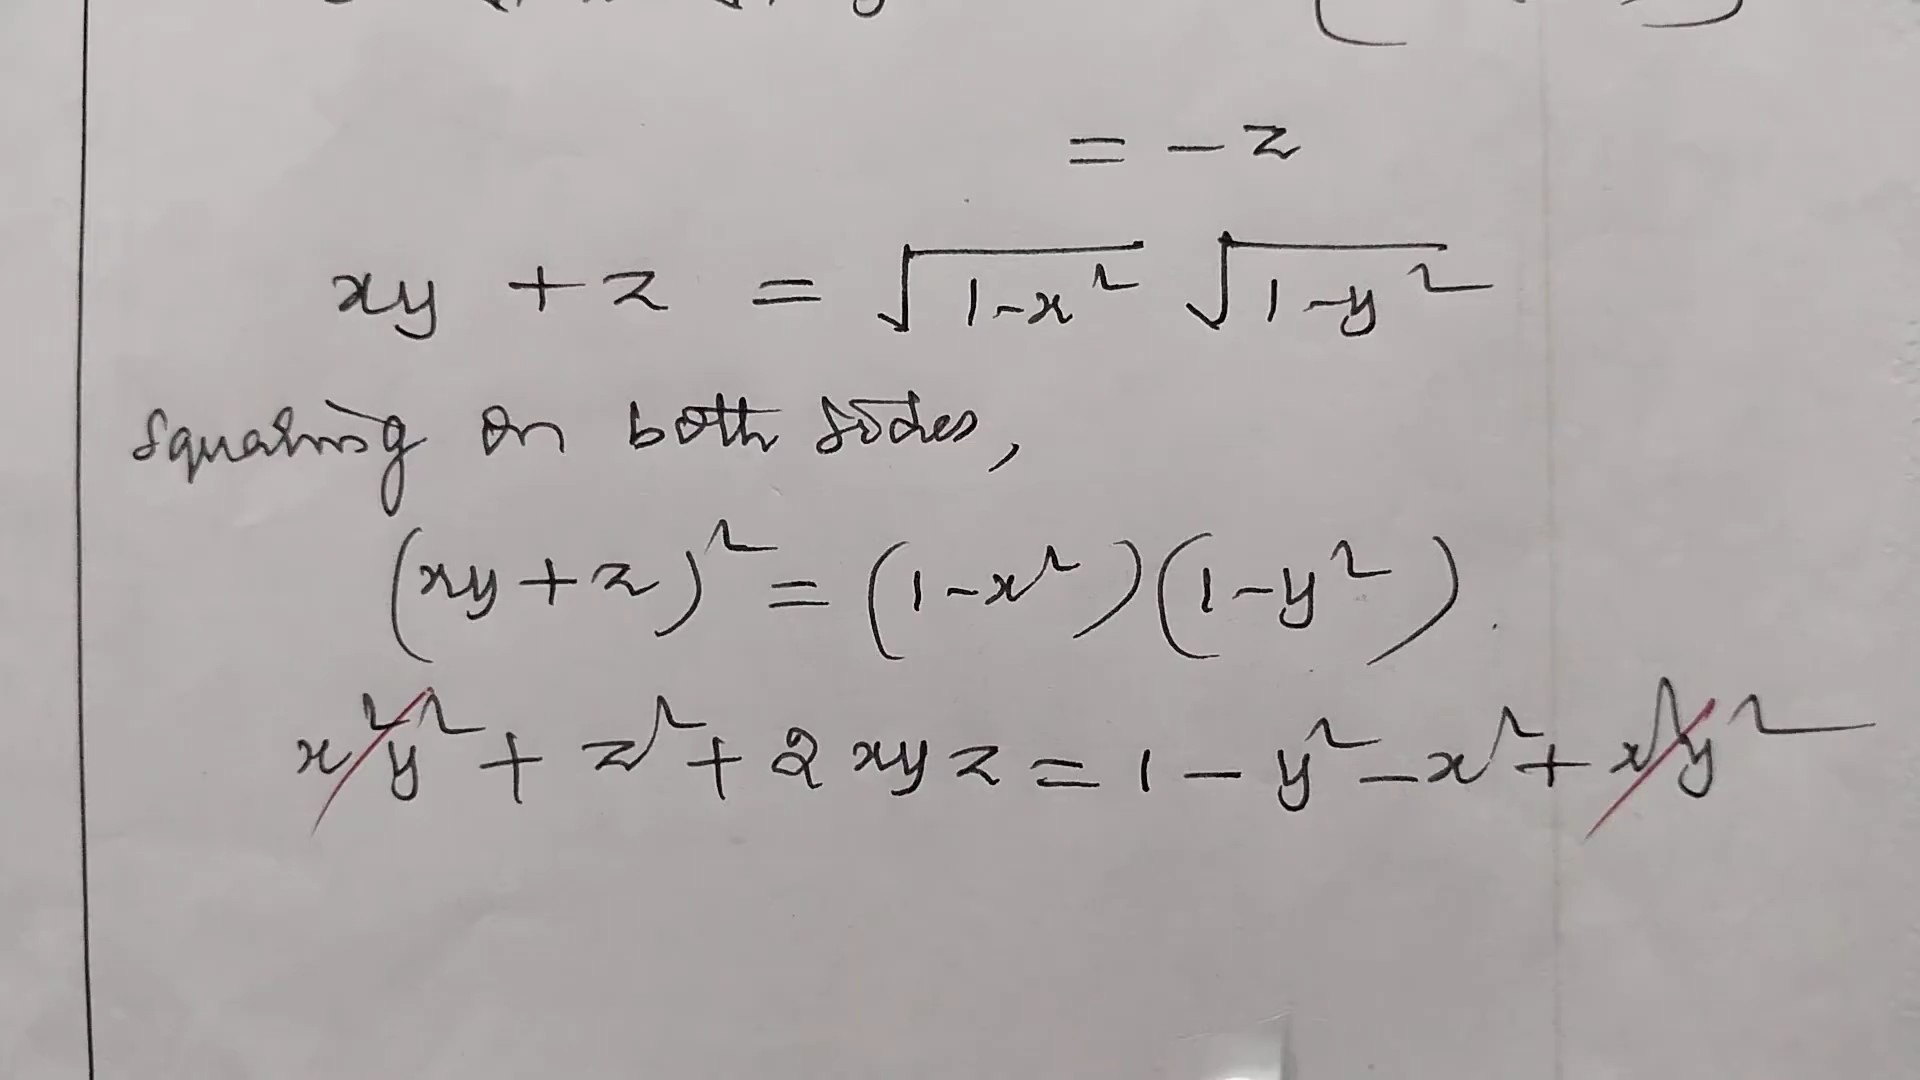 = - z
xy + z = √(1-x²) √(1-y²)
Squaring on both sides,
(xy + z)² = (1-x²)(1-y²)
x²y² + z² + 2xyz = 1 - y² - x² + x²y²